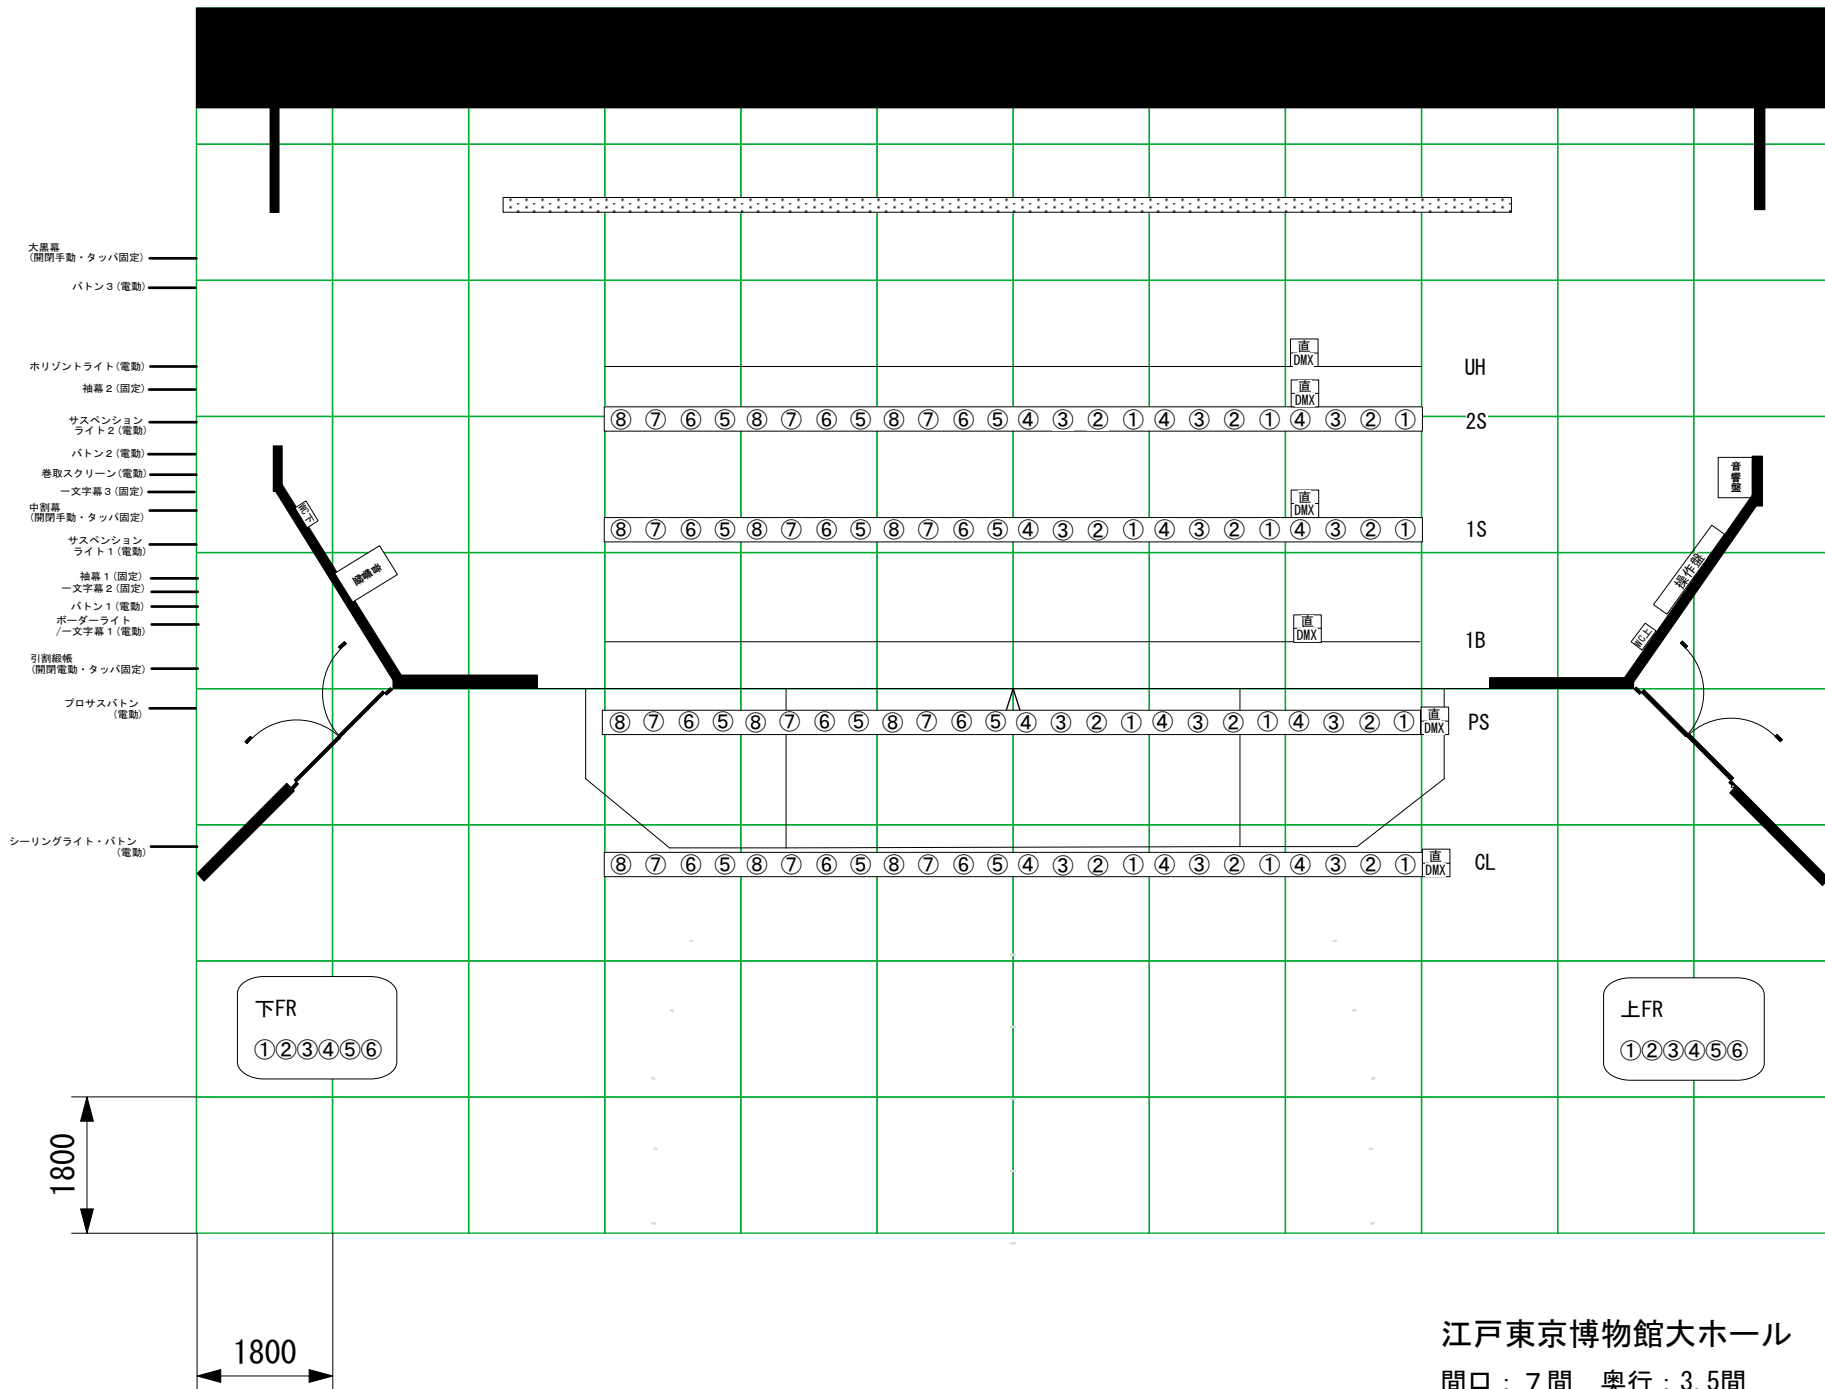 大黒幕
(開閉手動・タッパ固定)
バトン3(電動)
ホリゾントライト(電動)
袖幕2(固定)
サスペンション
ライト2(電動)
バトン2(電動)
巻取スクリーン(電動)
一文字幕3(固定)
中割幕
(開閉手動・タッパ固定)
サスペンション
ライト1(電動)
袖幕1(固定)
一文字幕2(固定)
バトン1(電動)
ボーダーライト
/一文字幕1(電動)
引割緞帳
(開閉電動・タッパ固定)
プロサスバトン
(電動)
シーリングライト・バトン
(電動)
直
DMX
UH
直
DMX
⑧⑦⑥⑤⑧⑦⑥⑤⑧⑦⑥⑤④③②①④③②①④③②①
2S
直
DMX
⑧⑦⑥⑤⑧⑦⑥⑤⑧⑦⑥⑤④③②①④③②①④③②①
1S
直
DMX
1B
⑧⑦⑥⑤⑧⑦⑥⑤⑧⑦⑥⑤④③②①④③②①④③②①
直
DMX
PS
⑧⑦⑥⑤⑧⑦⑥⑤⑧⑦⑥⑤④③②①④③②①④③②①
直
DMX
CL
MC下
音響盤
音響盤
操作盤
MC上
下FR
①②③④⑤⑥
上FR
①②③④⑤⑥
1800
1800
江戸東京博物館大ホール
間口：7間 奥行：3.5間